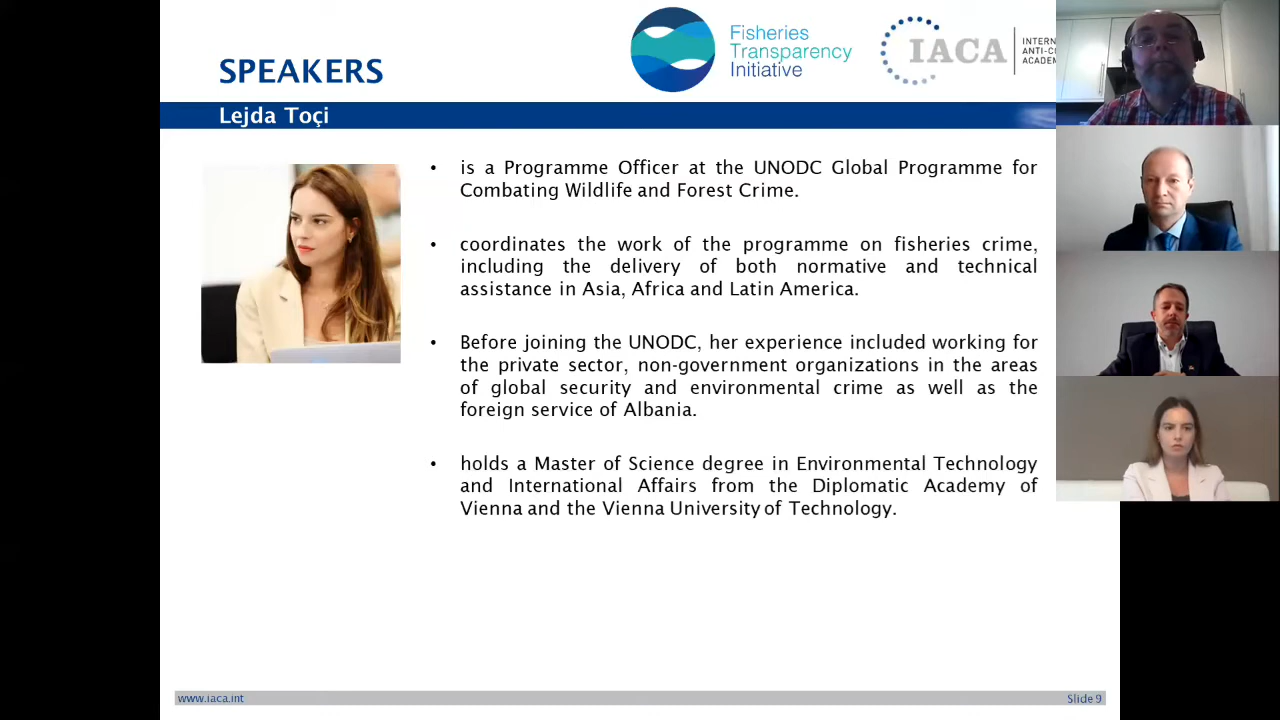 SPEAKERS
Fisheries
Transparency
Initiative
IACA
Lejda Toçi
• is a Programme Officer at the UNODC Global Programme for
Combating Wildlife and Forest Crime.
• coordinates the work of the programme on fisheries crime,
including the delivery of both normative and technical
assistance in Asia, Africa and Latin America.
• Before joining the UNODC, her experience included working for
the private sector, non-government organizations in the areas
of global security and environmental crime as well as the
foreign service of Albania.
• holds a Master of Science degree in Environmental Technology
and International Affairs from the Diplomatic Academy of
Vienna and the Vienna University of Technology.
www.iaca.int
Slide 9